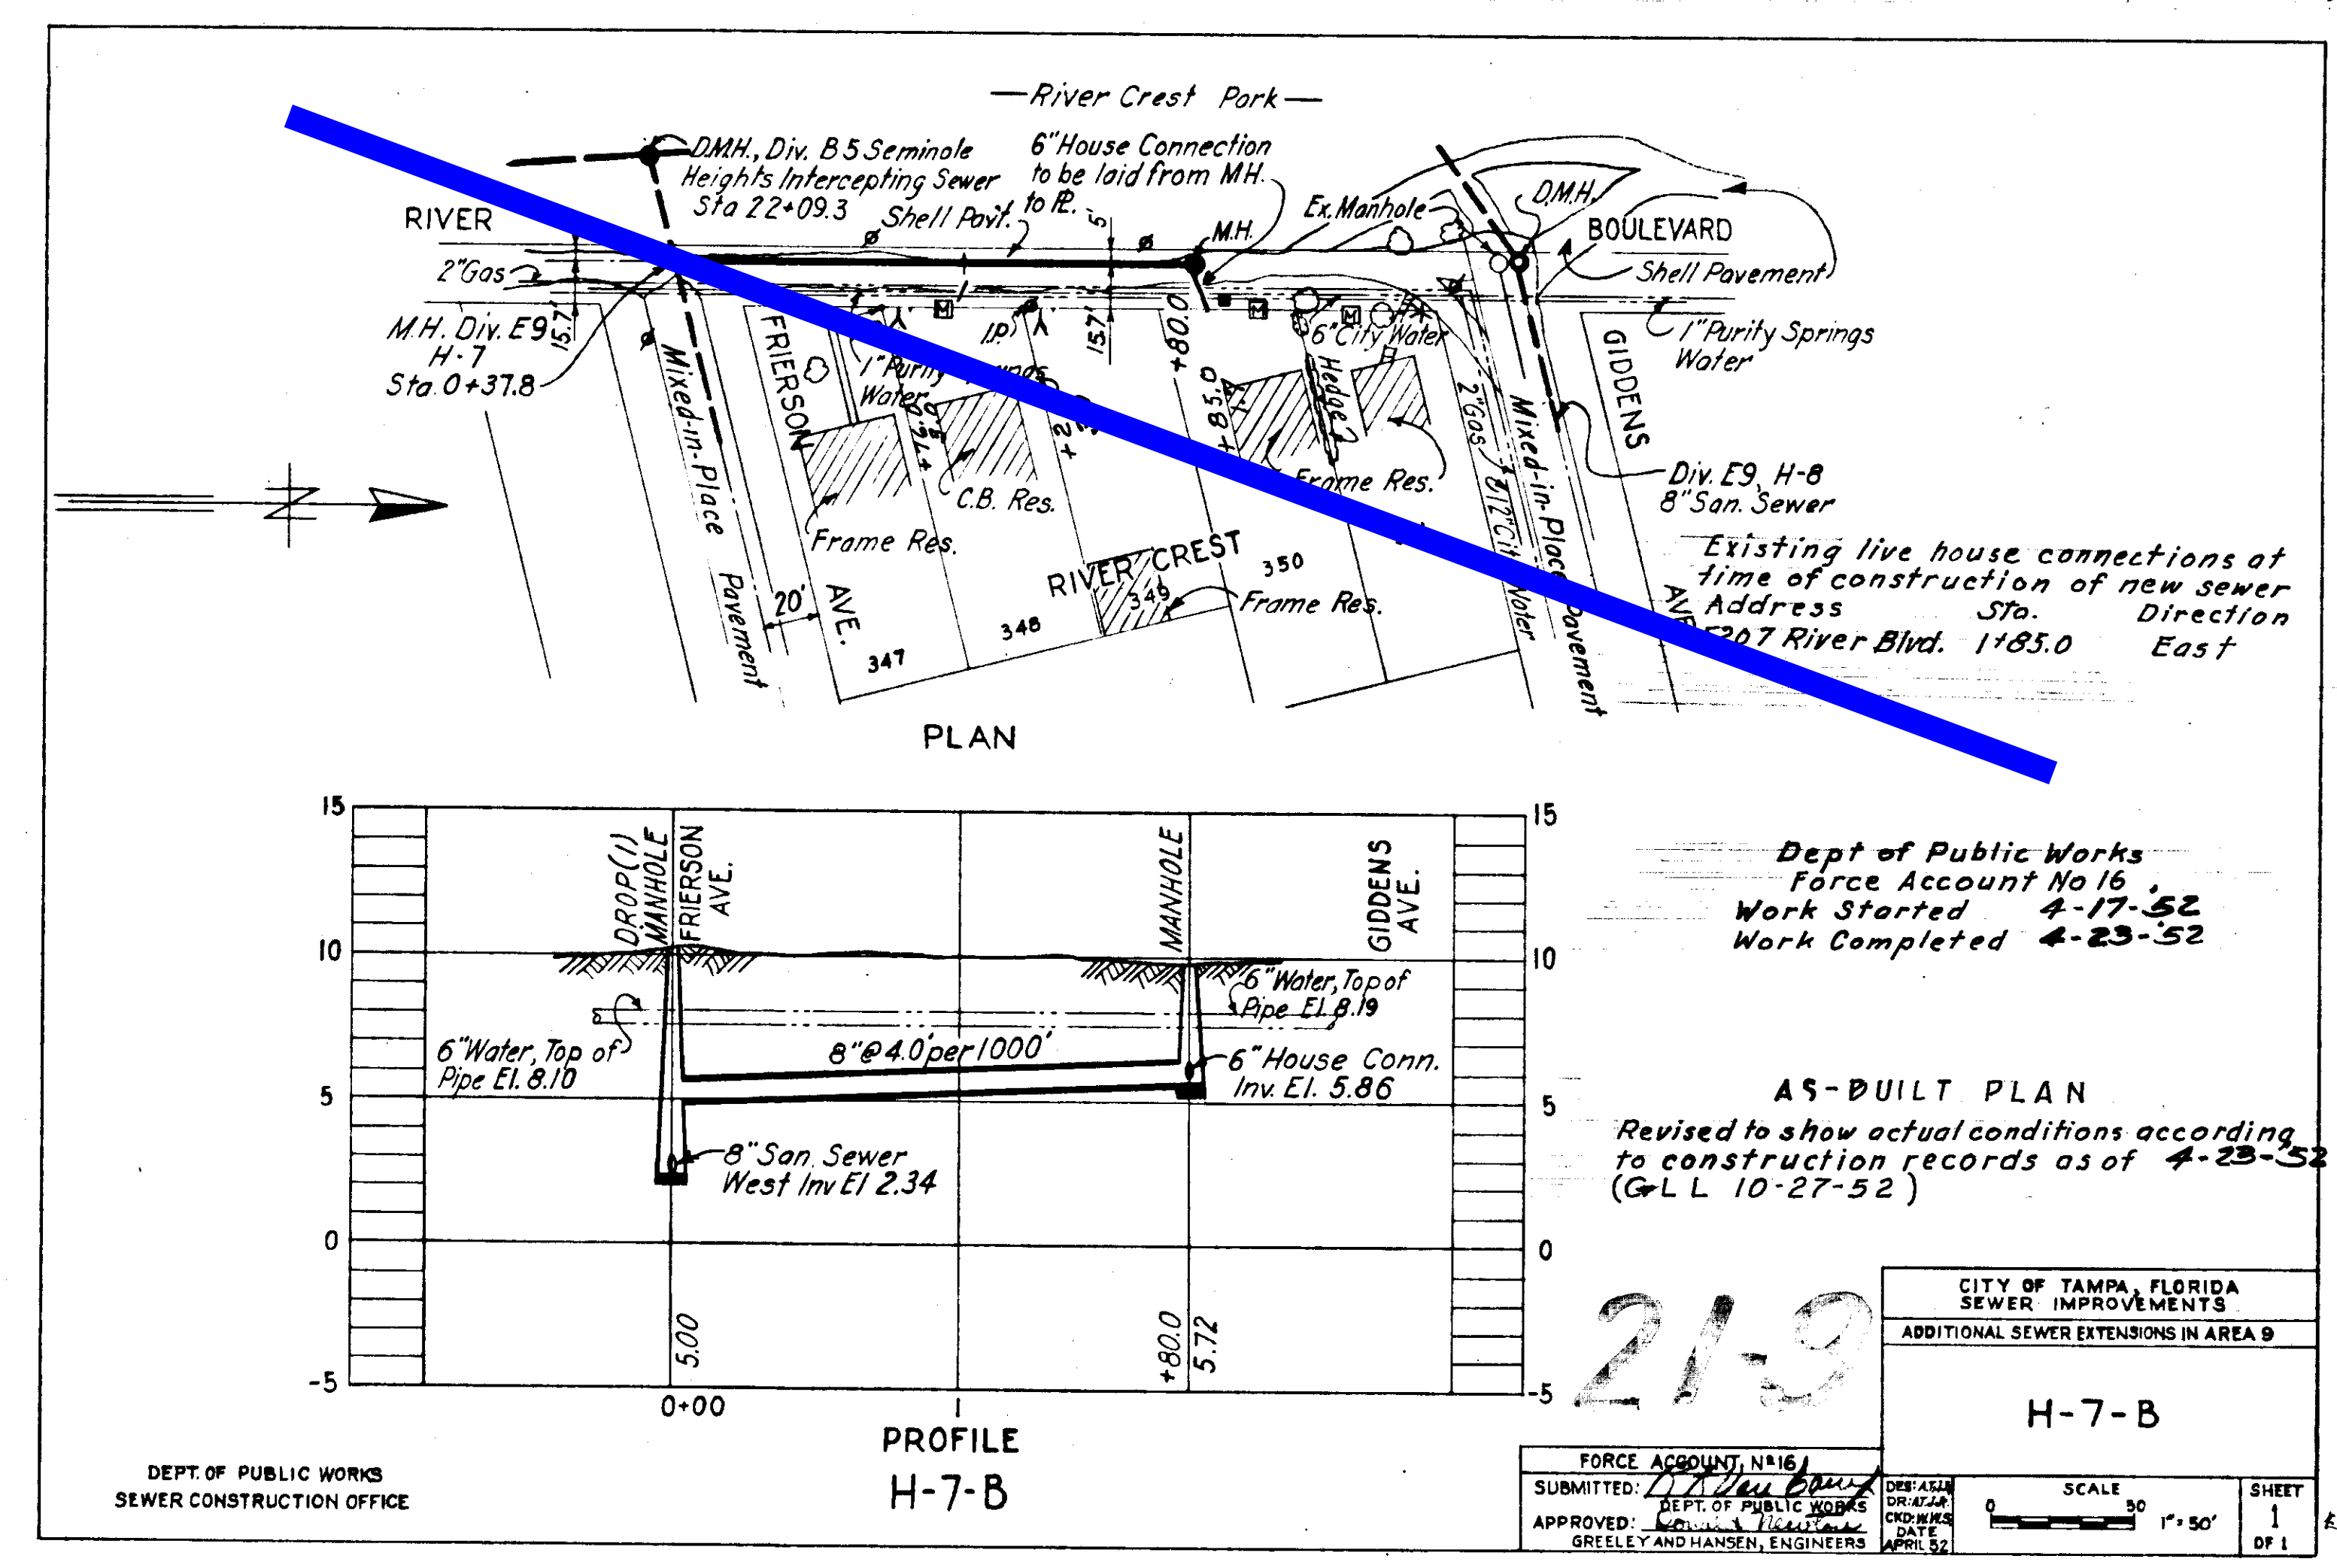 —River Crest Park—
D.M.H., Div. B5 Seminole
Heights Intercepting Sewer
Sta 22+09.3
6" House Connection
to be laid from MH.
to PL.
Shell Pav't.
5'
RIVER
2" Gas
15.7'
M.H. Div. E9
H-7
Sta. 0+37.8
M.H.
Ex. Manhole
D.M.H.
BOULEVARD
Shell Pavement
1" Purity Springs
Water
FRIERSON
AVE.
Mixed-in-Place Pavement
20'
I.P.
15.7'
+80.0
+85.0
+76.0
1" Purity
Water
6" City Water
Hedge
2" Gas
Water
Mixed-in-Place Pavement
GIDDENS
Div. E9, H-8
8" San. Sewer
C.B. Res.
Frame Res.
Frame Res.
Frame Res.
RIVER CREST
347
348
349
350
Existing live house connections at
time of construction of new sewer
Address Sta. Direction
River Blvd. 1+85.0 East
PLAN
15
10
5
0
-5
15
10
5
0
-5
DROP(1)
MANHOLE
FRIERSON
AVE.
MANHOLE
GIDDENS
AVE.
6" Water, Top of
Pipe El. 8.10
6" Water, Top of
Pipe El. 8.19
8" @ 4.0' per 1000'
6" House Conn.
Inv. El. 5.86
8" San. Sewer
West Inv El 2.34
5.00
+80.0
5.72
0+00
1
PROFILE
H-7-B
Dept of Public Works
Force Account No 16
Work Started 4-17-52
Work Completed 4-23-52
AS-BUILT PLAN
Revised to show actual conditions according
to construction records as of 4-23-52
(GLL 10-27-52)
21-9
DEPT. OF PUBLIC WORKS
SEWER CONSTRUCTION OFFICE
CITY OF TAMPA, FLORIDA
SEWER IMPROVEMENTS
ADDITIONAL SEWER EXTENSIONS IN AREA 9
H-7-B
FORCE ACCOUNT, Nº 16
SUBMITTED:
DEPT. OF PUBLIC WORKS
APPROVED:
GREELEY AND HANSEN, ENGINEERS
CKD: W.H.S.
DATE
APRIL 52
SCALE
0 50
1"=50'
SHEET
1
OF 1